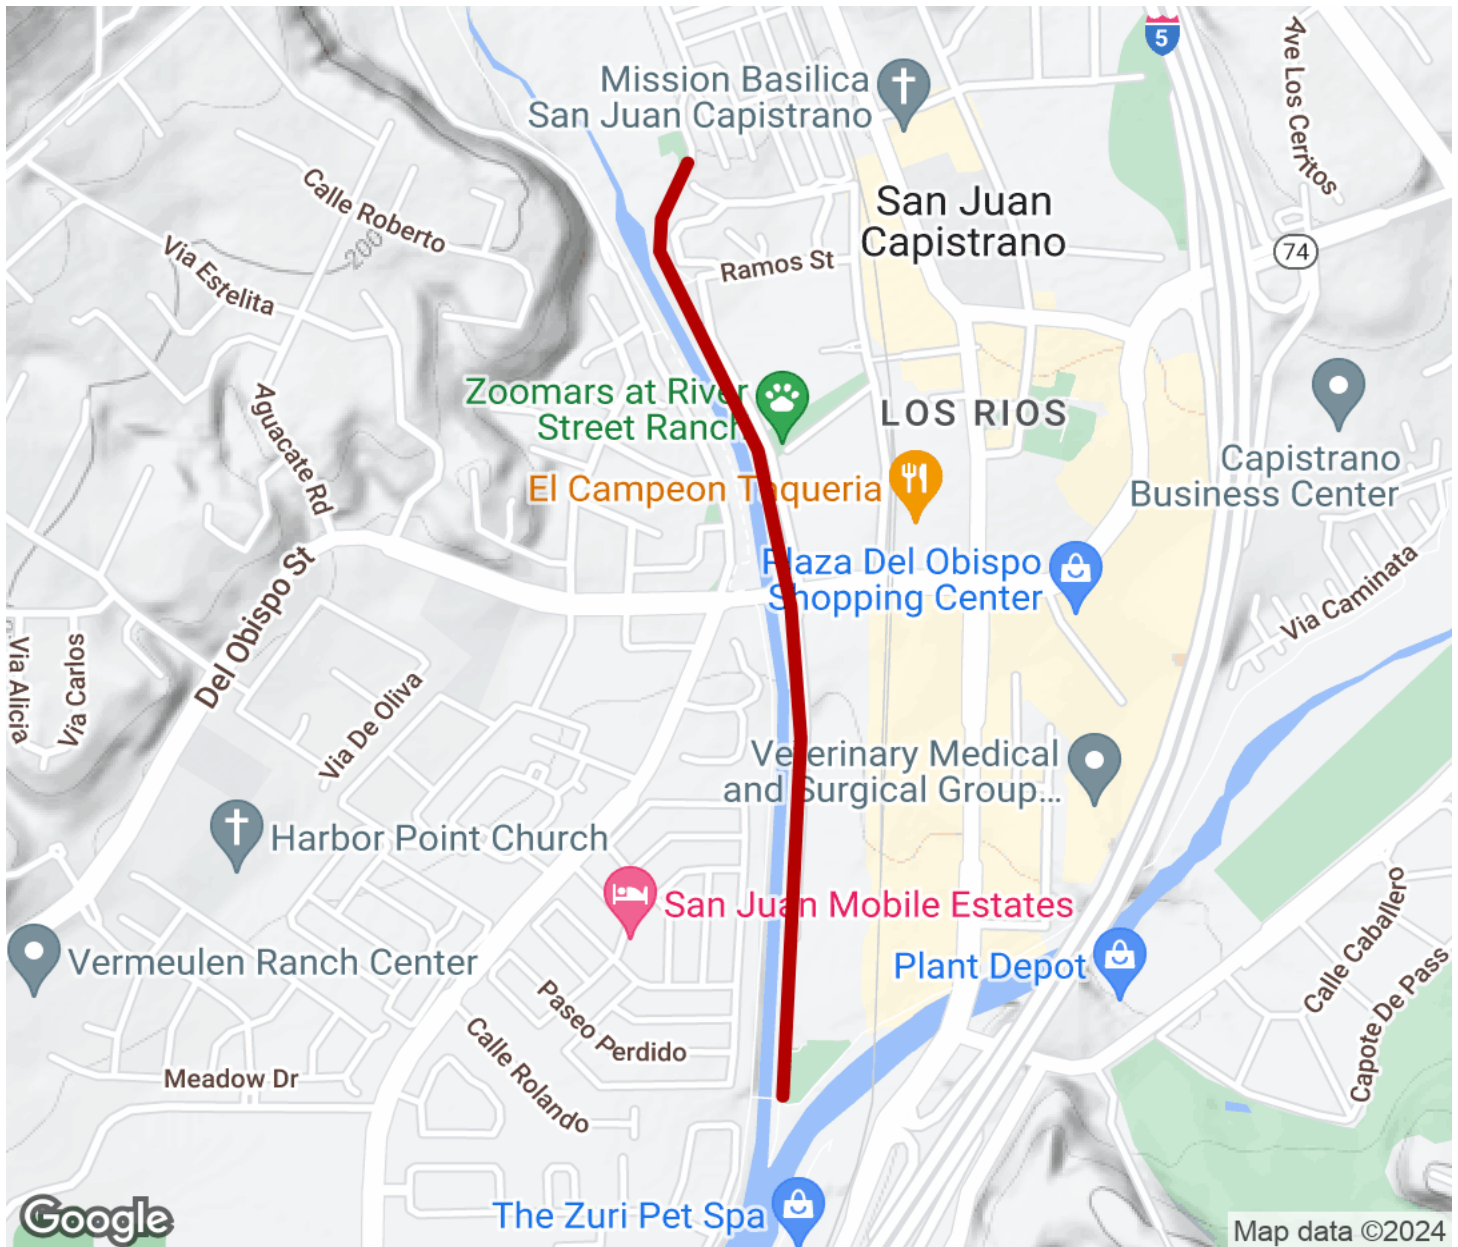 5
Ave Los Cerritos
Mission Basilica
San Juan Capistrano
Calle Roberto
200
Via Estelita
San Juan
Capistrano
74
Ramos St
Zoomars at River
Street Ranch
LOS RIOS
Aguacate Rd
El Campeon Taqueria
Capistrano
Business Center
Plaza Del Obispo
Shopping Center
Via Caminata
Del Obispo St
Via Alicia
Via Carlos
Via De Oliva
Veterinary Medical
and Surgical Group...
Harbor Point Church
San Juan Mobile Estates
Calle Caballero
Vermeulen Ranch Center
Plant Depot
Capote De Pass
Paseo Perdido
Calle Rolando
Meadow Dr
The Zuri Pet Spa
Google
Map data ©2024